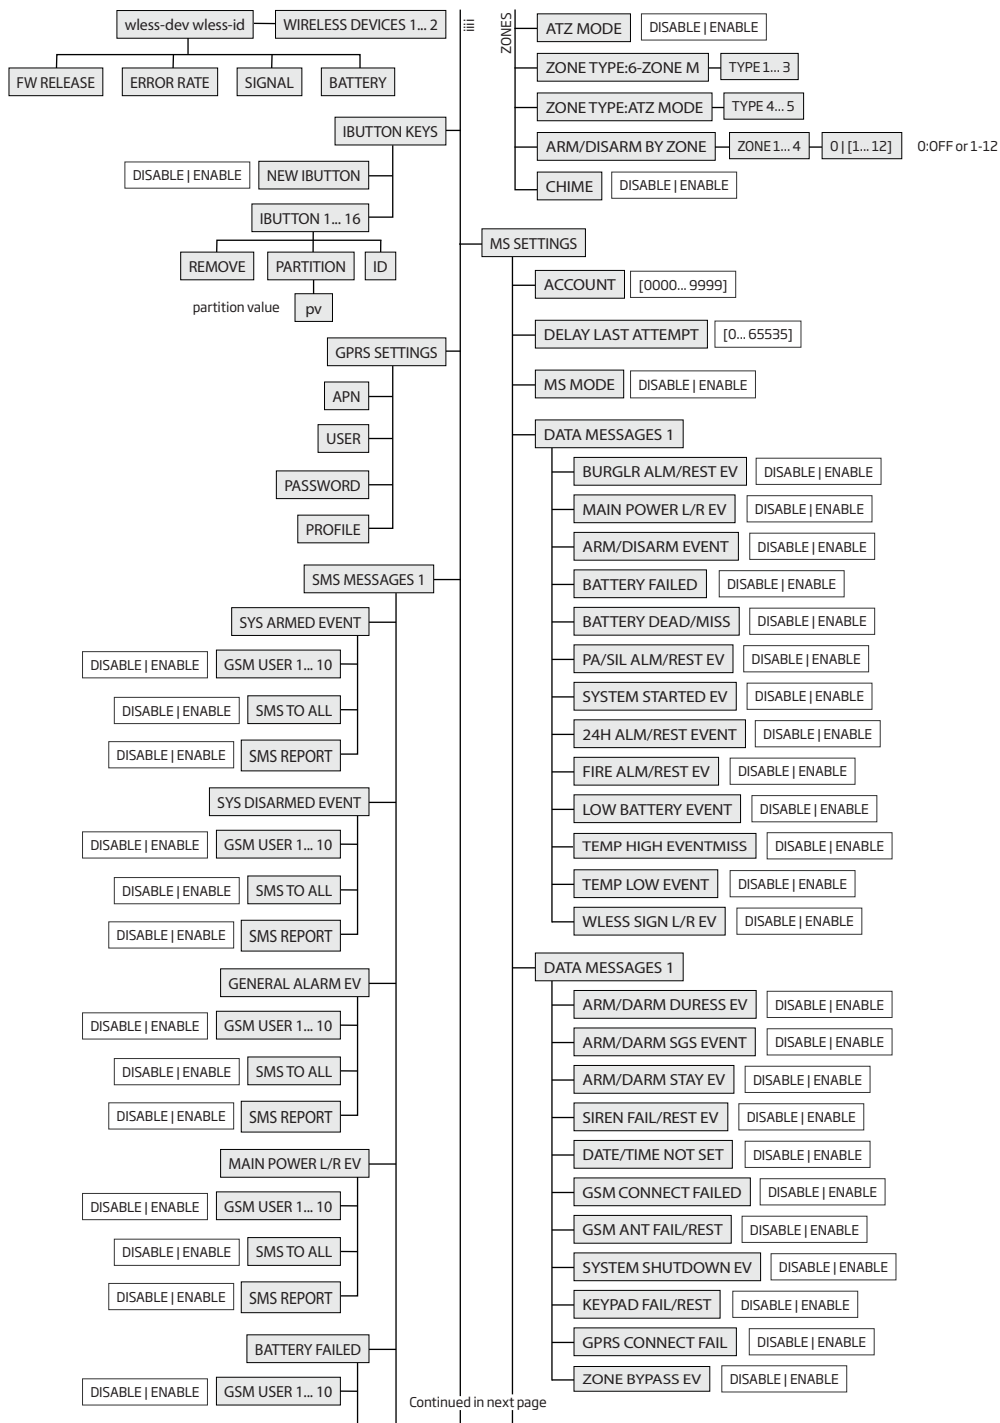 wless-dev wless-id
WIRELESS DEVICES 1... 2
FW RELEASE
ERROR RATE
SIGNAL
BATTERY
IBUTTON KEYS
DISABLE | ENABLE
NEW IBUTTON
IBUTTON 1... 16
REMOVE
PARTITION
ID
partition value
pv
GPRS SETTINGS
APN
USER
PASSWORD
PROFILE
SMS MESSAGES 1
SYS ARMED EVENT
DISABLE | ENABLE
GSM USER 1... 10
DISABLE | ENABLE
SMS TO ALL
DISABLE | ENABLE
SMS REPORT
SYS DISARMED EVENT
DISABLE | ENABLE
GSM USER 1... 10
DISABLE | ENABLE
SMS TO ALL
DISABLE | ENABLE
SMS REPORT
GENERAL ALARM EV
DISABLE | ENABLE
GSM USER 1... 10
DISABLE | ENABLE
SMS TO ALL
DISABLE | ENABLE
SMS REPORT
MAIN POWER L/R EV
DISABLE | ENABLE
GSM USER 1... 10
DISABLE | ENABLE
SMS TO ALL
DISABLE | ENABLE
SMS REPORT
BATTERY FAILED
DISABLE | ENABLE
GSM USER 1... 10
ZONES
ATZ MODE
DISABLE | ENABLE
ZONE TYPE:6-ZONE M
TYPE 1... 3
ZONE TYPE:ATZ MODE
TYPE 4... 5
ARM/DISARM BY ZONE
ZONE 1... 4
0 | [1... 12]
0:OFF or 1-12
CHIME
DISABLE | ENABLE
MS SETTINGS
ACCOUNT
[0000... 9999]
DELAY LAST ATTEMPT
[0... 65535]
MS MODE
DISABLE | ENABLE
DATA MESSAGES 1
BURGLR ALM/REST EV
DISABLE | ENABLE
MAIN POWER L/R EV
DISABLE | ENABLE
ARM/DISARM EVENT
DISABLE | ENABLE
BATTERY FAILED
DISABLE | ENABLE
BATTERY DEAD/MISS
DISABLE | ENABLE
PA/SIL ALM/REST EV
DISABLE | ENABLE
SYSTEM STARTED EV
DISABLE | ENABLE
24H ALM/REST EVENT
DISABLE | ENABLE
FIRE ALM/REST EV
DISABLE | ENABLE
LOW BATTERY EVENT
DISABLE | ENABLE
TEMP HIGH EVENTMISS
DISABLE | ENABLE
TEMP LOW EVENT
DISABLE | ENABLE
WLESS SIGN L/R EV
DISABLE | ENABLE
DATA MESSAGES 1
ARM/DARM DURESS EV
DISABLE | ENABLE
ARM/DARM SGS EVENT
DISABLE | ENABLE
ARM/DARM STAY EV
DISABLE | ENABLE
SIREN FAIL/REST EV
DISABLE | ENABLE
DATE/TIME NOT SET
DISABLE | ENABLE
GSM CONNECT FAILED
DISABLE | ENABLE
GSM ANT FAIL/REST
DISABLE | ENABLE
SYSTEM SHUTDOWN EV
DISABLE | ENABLE
KEYPAD FAIL/REST
DISABLE | ENABLE
GPRS CONNECT FAIL
DISABLE | ENABLE
ZONE BYPASS EV
DISABLE | ENABLE
Continued in next page